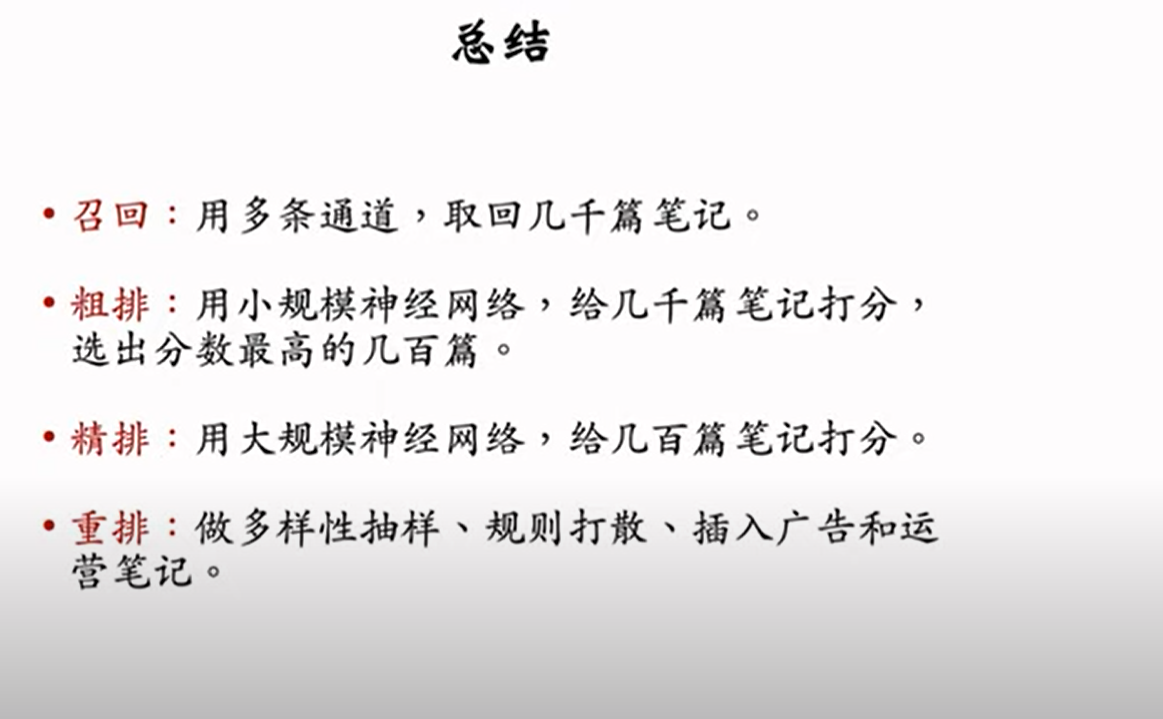 总结
• 召回：用多条通道，取回几千篇笔记。
• 粗排：用小规模神经网络，给几千篇笔记打分，
选出分数最高的几百篇。
• 精排：用大规模神经网络，给几百篇笔记打分。
• 重排：做多样性抽样、规则打散、插入广告和运
营笔记。